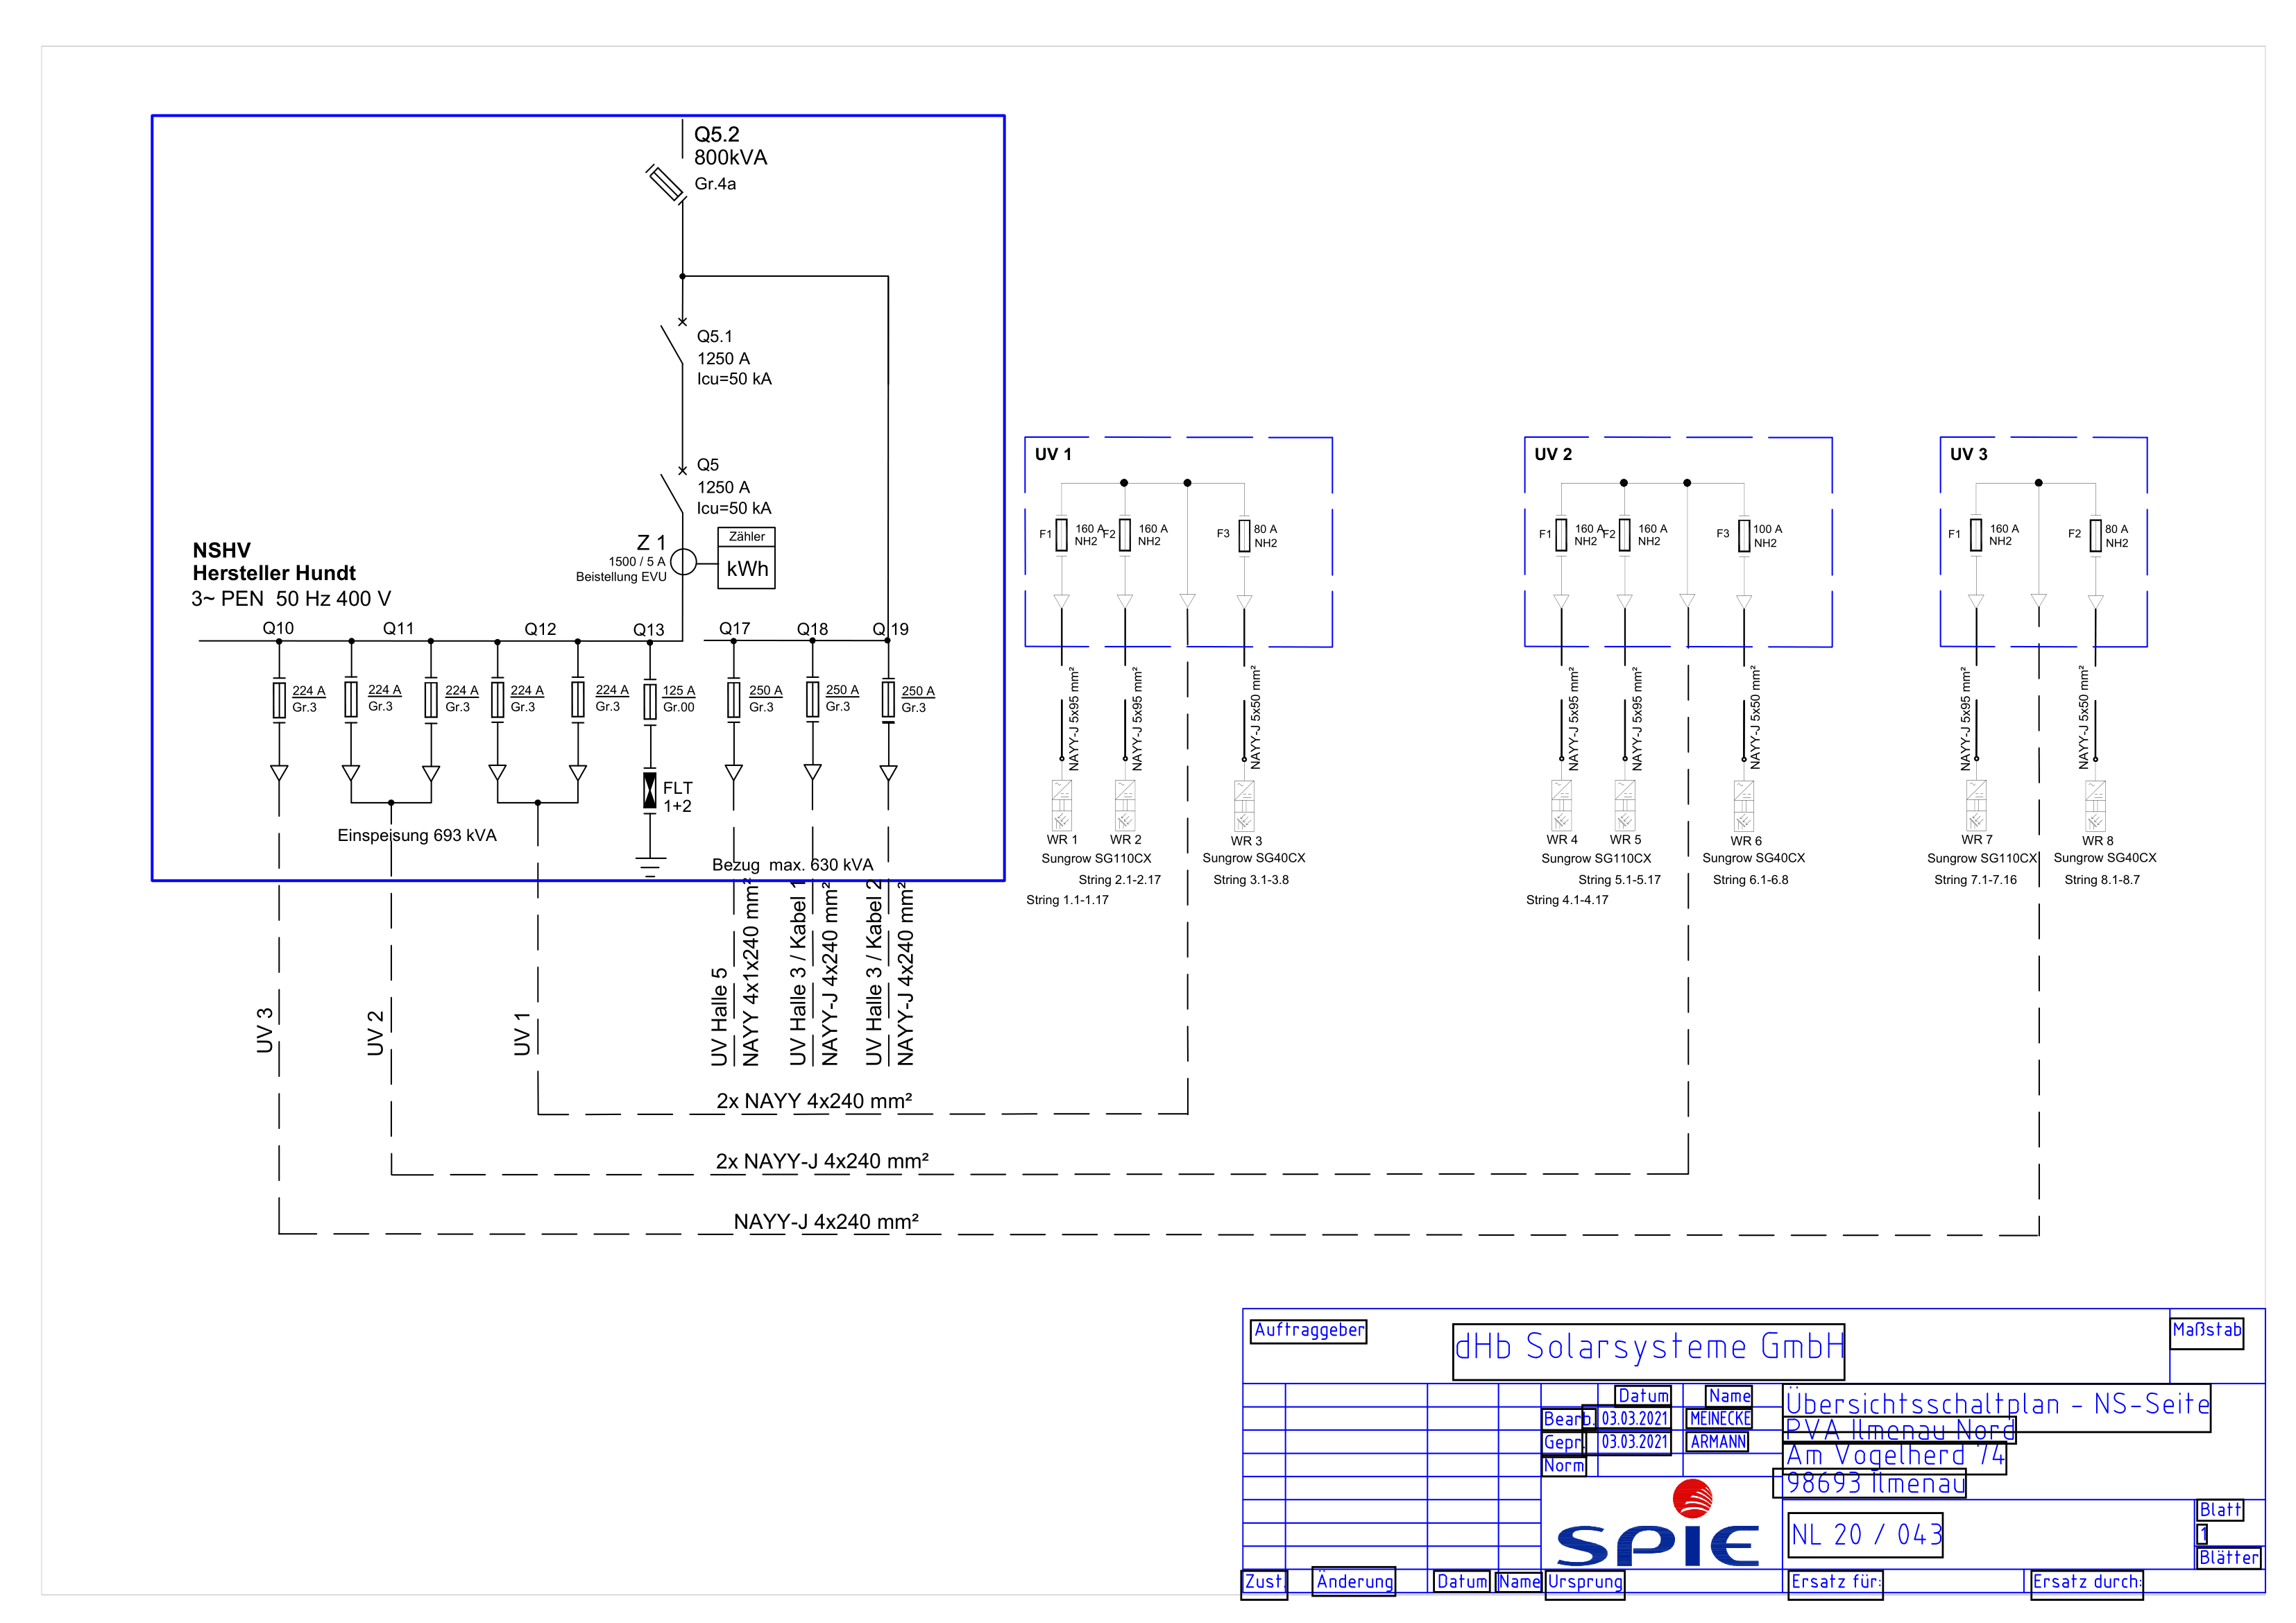 Q5.2
800kVA
Gr.4a
Q5.1
1250 A
Icu=50 kA
Q5
1250 A
Icu=50 kA
Z 1
1500 / 5 A
Beistellung EVU
Zähler
kWh
NSHV
Hersteller Hundt
3~ PEN 50 Hz 400 V
Q10 Q11 Q12 Q13 Q17 Q18 Q 19
224 A 224 A 224 A 224 A 224 A 125 A 250 A 250 A 250 A
Gr.3 Gr.3 Gr.3 Gr.3 Gr.3 Gr.00 Gr.3 Gr.3 Gr.3
FLT
1+2
Einspeisung 693 kVA
Bezug max. 630 kVA
UV 3
UV 2
UV 1
UV Halle 5
NAYY 4x1x240 mm²
UV Halle 3 / Kabel 1
NAYY-J 4x240 mm²
UV Halle 3 / Kabel 2
NAYY-J 4x240 mm²
2x NAYY 4x240 mm²
2x NAYY-J 4x240 mm²
NAYY-J 4x240 mm²
UV 1
F1 160 A NH2
F2 160 A NH2
F3 80 A NH2
NAYY-J 5x95 mm²
NAYY-J 5x95 mm²
NAYY-J 5x50 mm²
WR 1 WR 2 WR 3
Sungrow SG110CX Sungrow SG40CX
String 2.1-2.17 String 3.1-3.8
String 1.1-1.17
UV 2
F1 160 A NH2
F2 160 A NH2
F3 100 A NH2
NAYY-J 5x95 mm²
NAYY-J 5x95 mm²
NAYY-J 5x50 mm²
WR 4 WR 5 WR 6
Sungrow SG110CX Sungrow SG40CX
String 5.1-5.17 String 6.1-6.8
String 4.1-4.17
UV 3
F1 160 A NH2
F2 80 A NH2
NAYY-J 5x95 mm²
NAYY-J 5x50 mm²
WR 7 WR 8
Sungrow SG110CX Sungrow SG40CX
String 7.1-7.16 String 8.1-8.7
Auftraggeber
dHb Solarsysteme GmbH
Maßstab
Datum Name
Bearb. 03.03.2021 MEINECKE
Gepr. 03.03.2021 ARMANN
Norm
Übersichtsschaltplan - NS-Seite
PVA Ilmenau Nord
Am Vogelherd 74
98693 Ilmenau
SPIE
NL 20 / 043
Blatt
1
Blätter
Zust. Änderung Datum Name Ursprung Ersatz für: Ersatz durch: